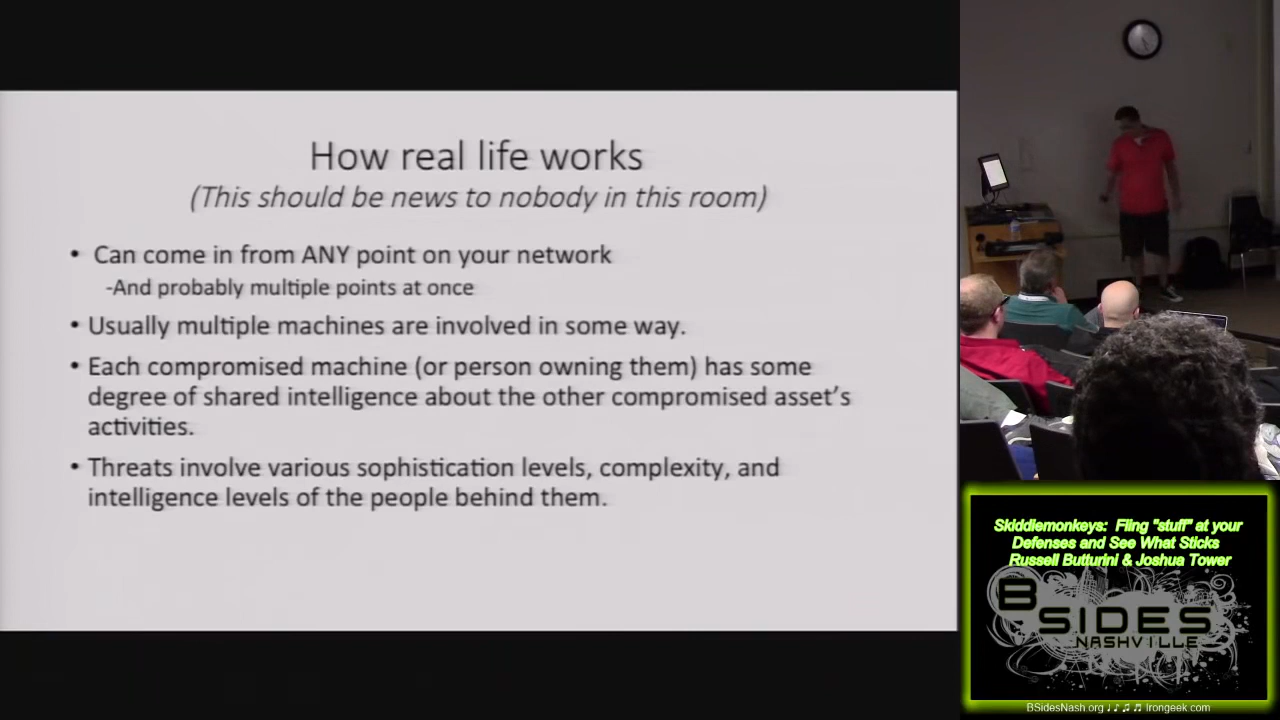 How real life works
(This should be news to nobody in this room)
• Can come in from ANY point on your network
-And probably multiple points at once
• Usually multiple machines are involved in some way.
• Each compromised machine (or person owning them) has some
degree of shared intelligence about the other compromised asset's
activities.
• Threats involve various sophistication levels, complexity, and
intelligence levels of the people behind them.
Skiddiemonkeys: Fling "stuff" at your
Defenses and See What Sticks
Russell Butturini & Joshua Tower
BSIDES
NASHVILLE
BSidesNash.org ♩♪♫♬ Irongeek.com